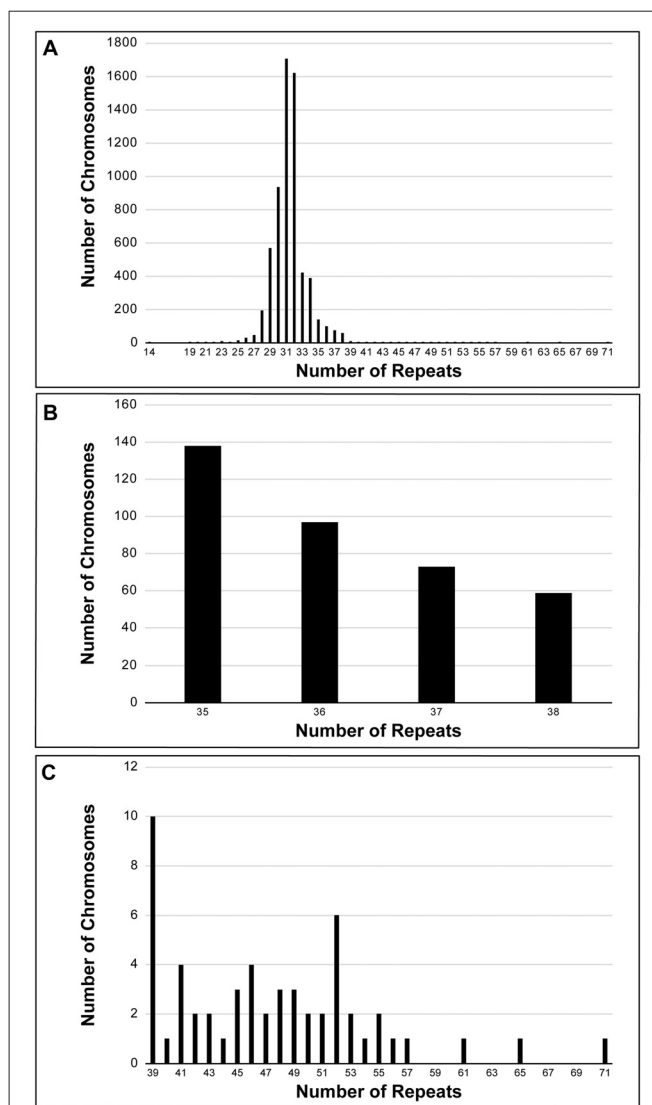 A
Number of Chromosomes
1800
1600
1400
1200
1000
800
600
400
200
0
14 19 21 23 25 27 29 31 33 35 37 39 41 43 45 47 49 51 53 55 57 59 61 63 65 67 69 71
Number of Repeats
B
Number of Chromosomes
160
140
120
100
80
60
40
20
0
35 36 37 38
Number of Repeats
C
Number of Chromosomes
12
10
8
6
4
2
0
39 41 43 45 47 49 51 53 55 57 59 61 63 65 67 69 71
Number of Repeats